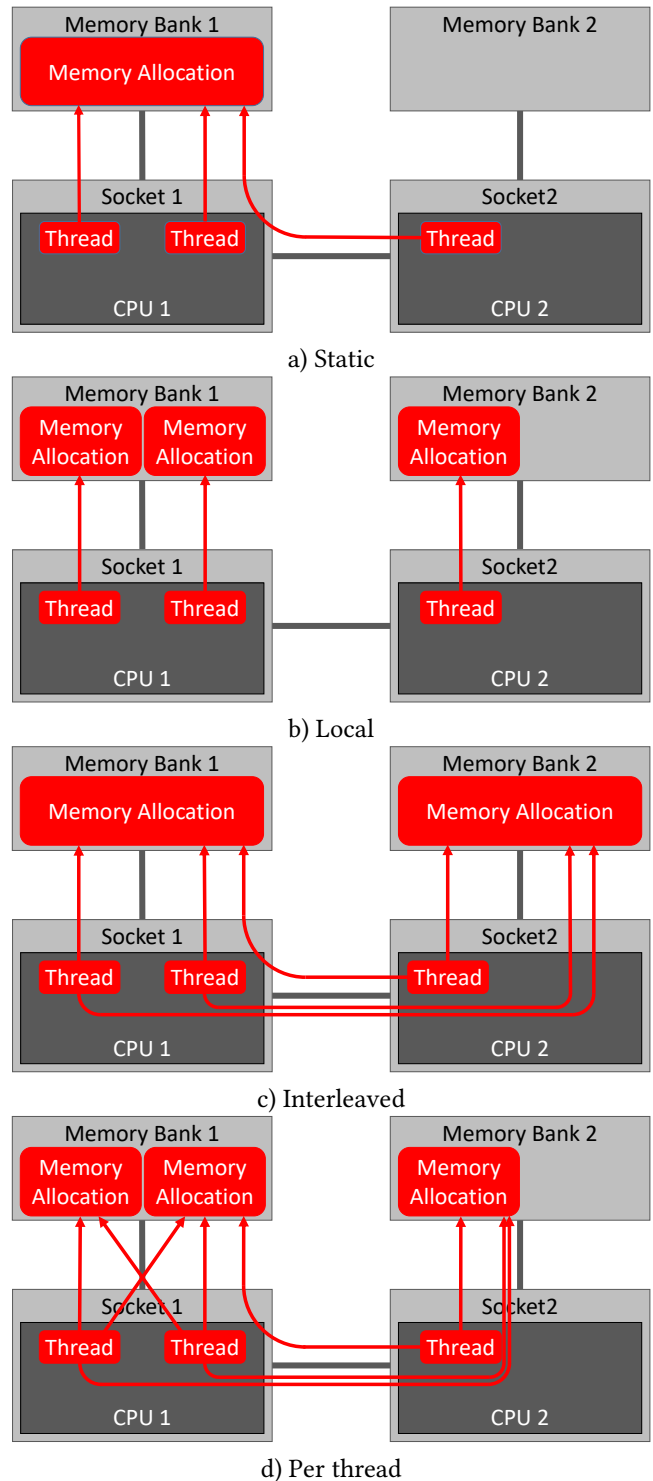 Memory Bank 1
Memory Bank 2
Memory Allocation
Socket 1
Socket2
Thread
Thread
Thread
CPU 1
CPU 2
a) Static
Memory Bank 1
Memory Bank 2
Memory
Allocation
Memory
Allocation
Memory
Allocation
Socket 1
Socket2
Thread
Thread
Thread
CPU 1
CPU 2
b) Local
Memory Bank 1
Memory Bank 2
Memory Allocation
Memory Allocation
Socket 1
Socket2
Thread
Thread
Thread
CPU 1
CPU 2
c) Interleaved
Memory Bank 1
Memory Bank 2
Memory
Allocation
Memory
Allocation
Memory
Allocation
Socket 1
Socket2
Thread
Thread
Thread
CPU 1
CPU 2
d) Per thread